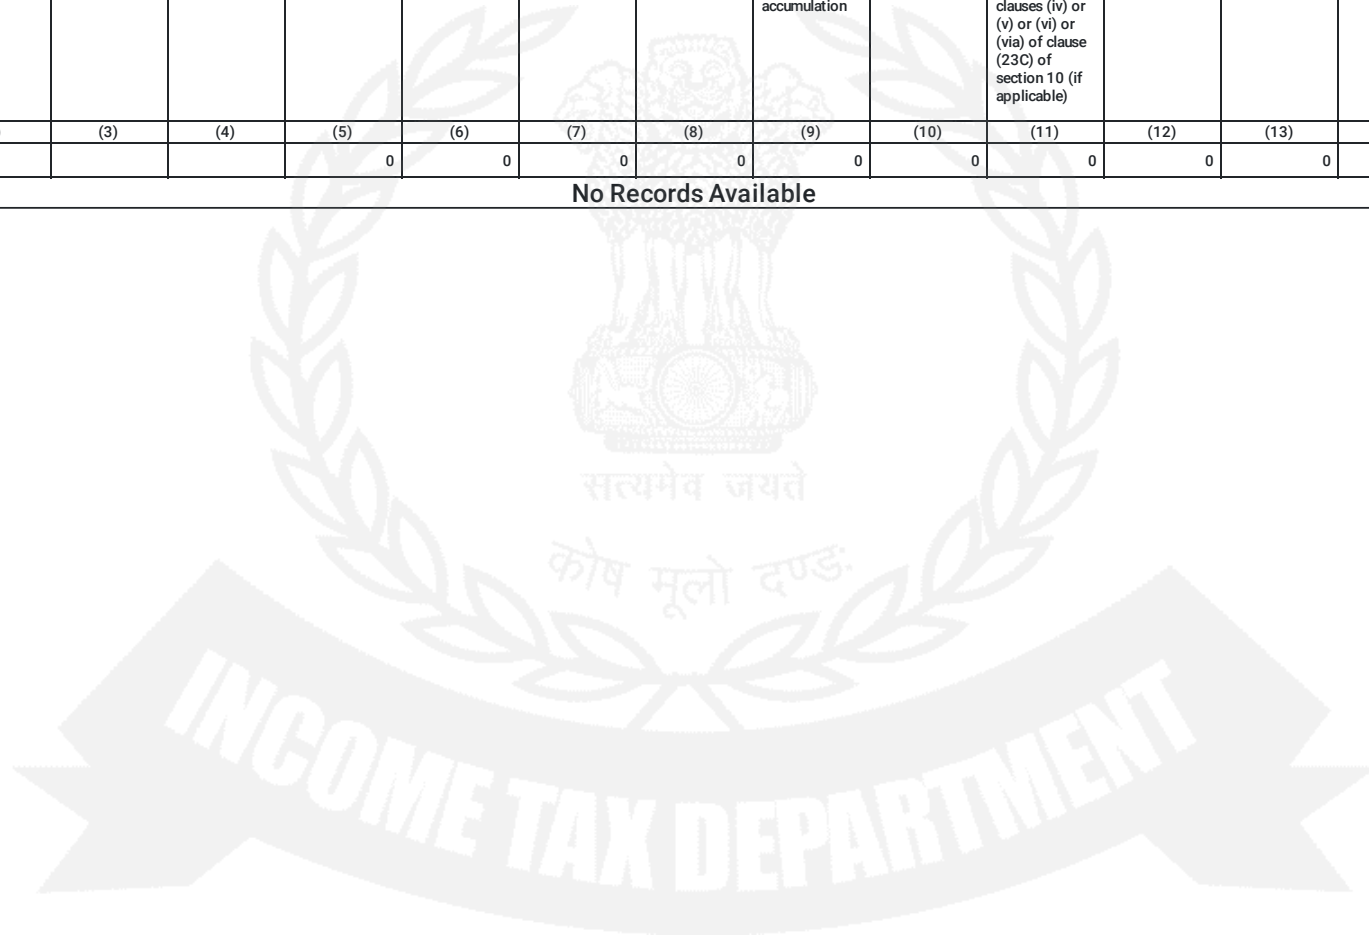 accumulation
clauses (iv) or
(v) or (vi) or
(via) of clause
(23C) of
section 10 (if
applicable)
(3) (4) (5) (6) (7) (8) (9) (10) (11) (12) (13)
0 0 0 0 0 0 0 0 0
No Records Available
सत्यमेव जयते
कोष मूलो दण्डः
INCOME TAX DEPARTMENT